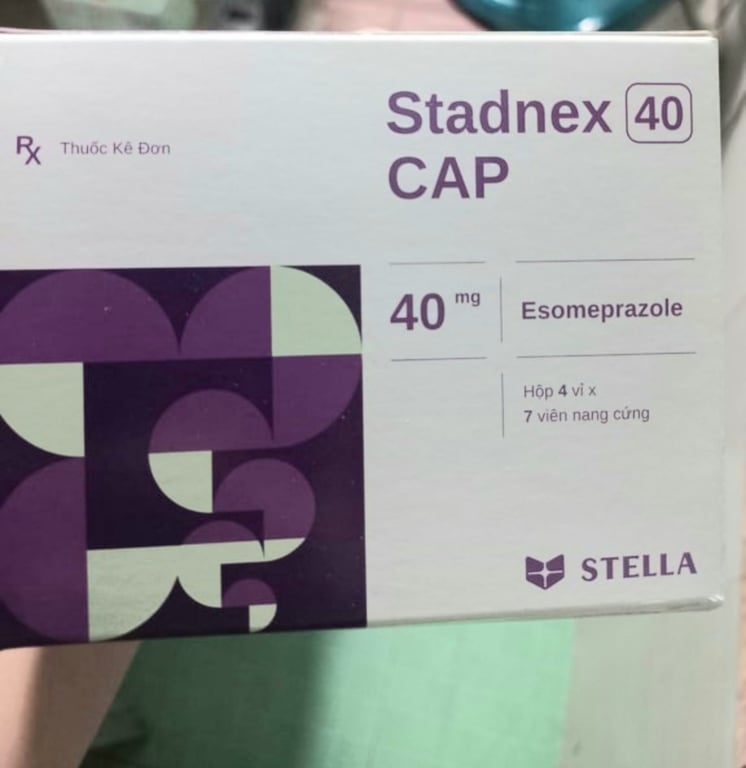 Rx Thuốc Kê Đơn
Stadnex 40
CAP
40 mg
Esomeprazole
Hộp 4 vỉ x
7 viên nang cứng
STELLA